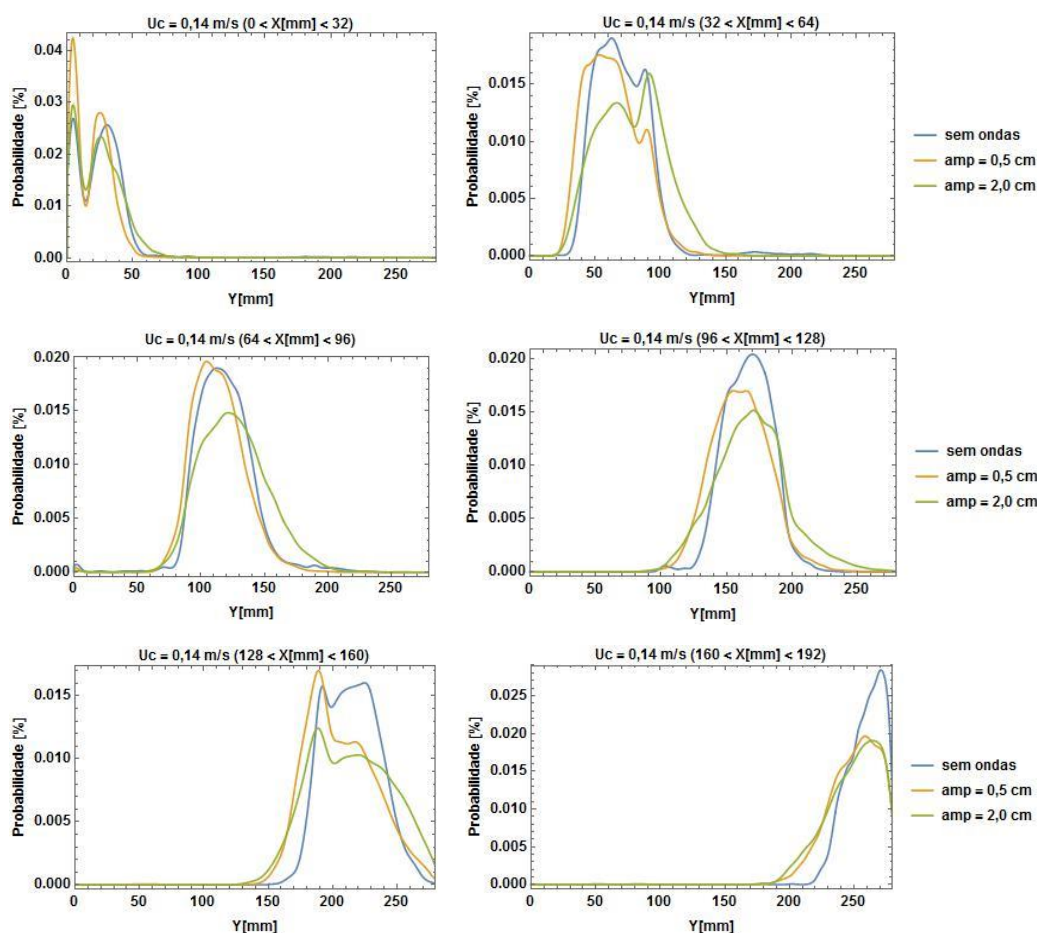 Uc = 0,14 m/s (0 < X[mm] < 32)
Probabilidade [%]
0.04
0.03
0.02
0.01
0.00
0 50 100 150 200 250
Y[mm]
Uc = 0,14 m/s (32 < X[mm] < 64)
Probabilidade [%]
0.015
0.010
0.005
0.000
0 50 100 150 200 250
Y[mm]
sem ondas
amp = 0,5 cm
amp = 2,0 cm
Uc = 0,14 m/s (64 < X[mm] < 96)
Probabilidade [%]
0.020
0.015
0.010
0.005
0.000
0 50 100 150 200 250
Y[mm]
Uc = 0,14 m/s (96 < X[mm] < 128)
Probabilidade [%]
0.020
0.015
0.010
0.005
0.000
0 50 100 150 200 250
Y[mm]
sem ondas
amp = 0,5 cm
amp = 2,0 cm
Uc = 0,14 m/s (128 < X[mm] < 160)
Probabilidade [%]
0.015
0.010
0.005
0.000
0 50 100 150 200 250
Y[mm]
Uc = 0,14 m/s (160 < X[mm] < 192)
Probabilidade [%]
0.025
0.020
0.015
0.010
0.005
0.000
0 50 100 150 200 250
Y[mm]
sem ondas
amp = 0,5 cm
amp = 2,0 cm